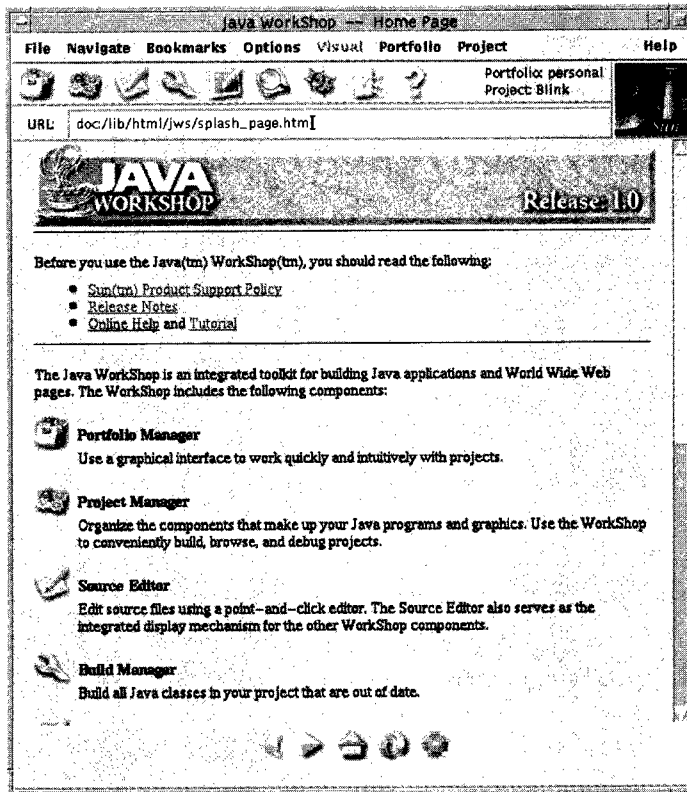 Java WorkShop -- Home Page
File Navigate Bookmarks Options Visual Portfolio Project Help
Portfolio: personal
Project: Blink
URL: doc:/lib/html/jws/splash_page.html
Sun
JAVA
WORKSHOP
Release: 1.0
Before you use the Java(tm) WorkShop(tm), you should read the following:
• Sun(tm) Product Support Policy
• Release Notes
• Online Help and Tutorial
The Java WorkShop is an integrated toolkit for building Java applications and World Wide Web
pages. The WorkShop includes the following components:
Portfolio Manager
Use a graphical interface to work quickly and intuitively with projects.
Project Manager
Organize the components that make up your Java programs and graphics. Use the WorkShop
to conveniently build, browse, and debug projects.
Source Editor
Edit source files using a point-and-click editor. The Source Editor also serves as the
integrated display mechanism for the other WorkShop components.
Build Manager
Build all Java classes in your project that are out of date.